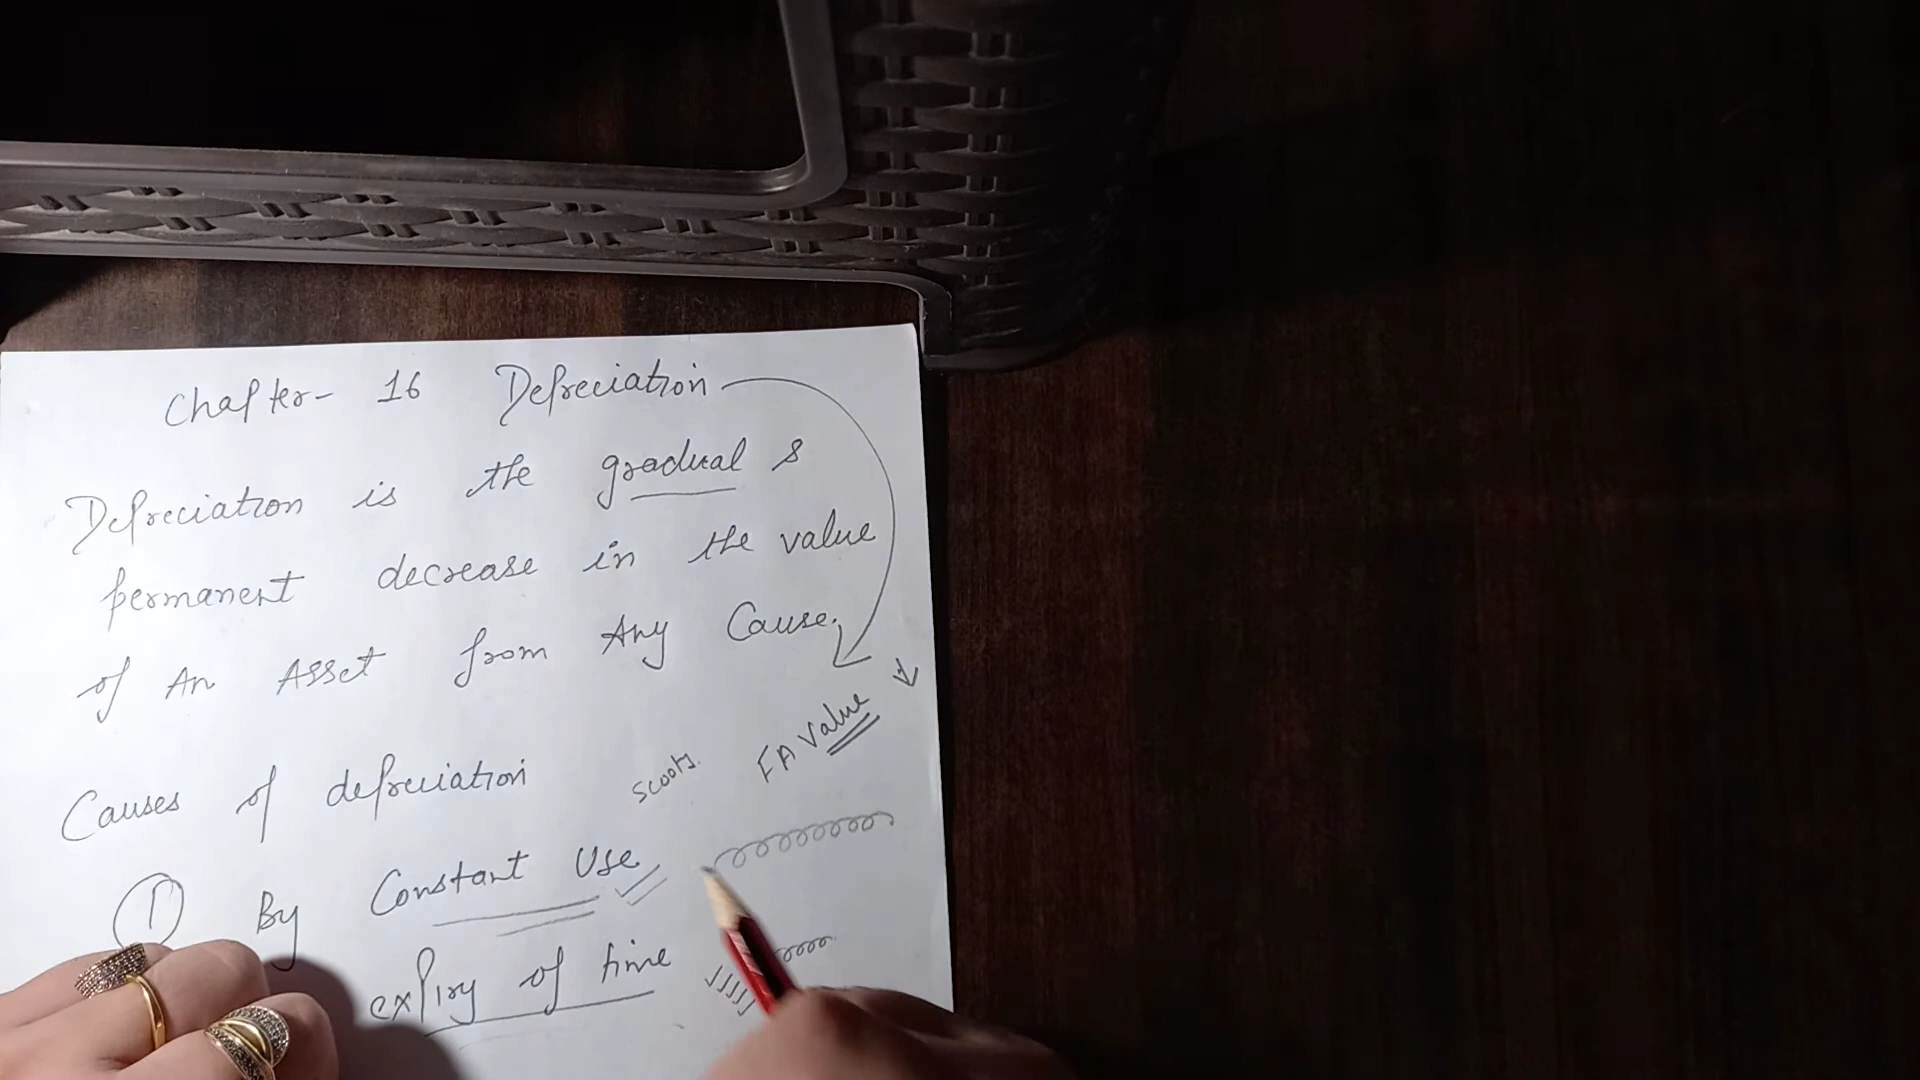 Chapter- 16 Depreciation
Depreciation is the gradual &
permanent decrease in the value
of An Asset from Any Cause.
FA Value
Causes of depreciation
① By Constant Use
expiry of time